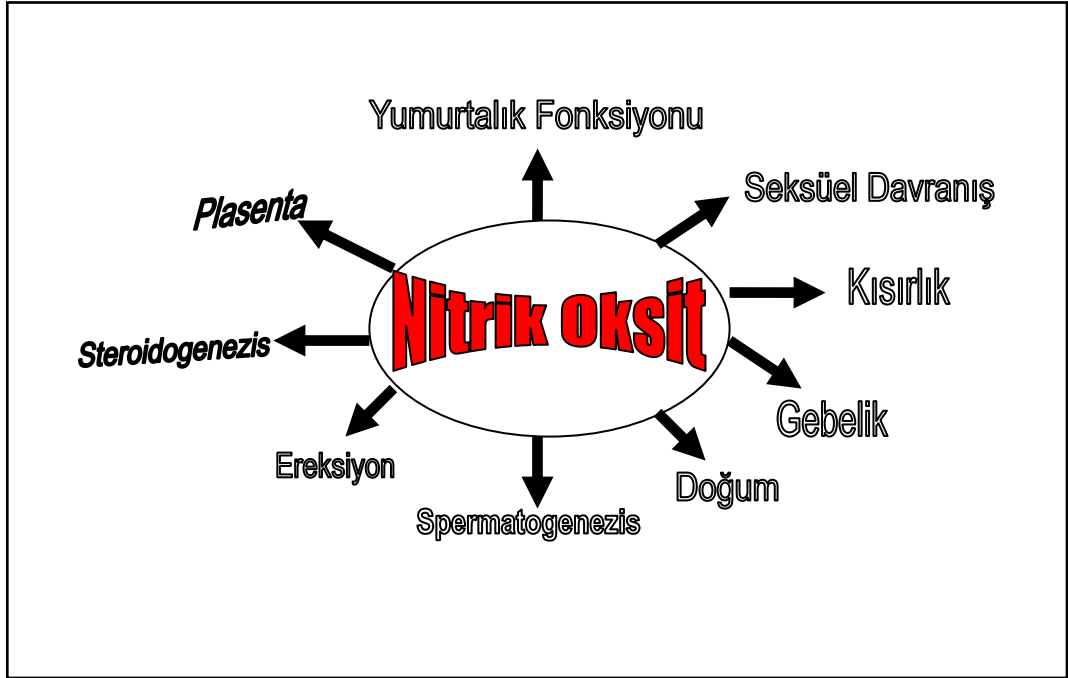 Yumurtalık Fonksiyonu
Seksüel Davranış
Plasenta
Kısırlık
Nitrik Oksit
Steroidogenezis
Gebelik
Ereksiyon
Doğum
Spermatogenezis